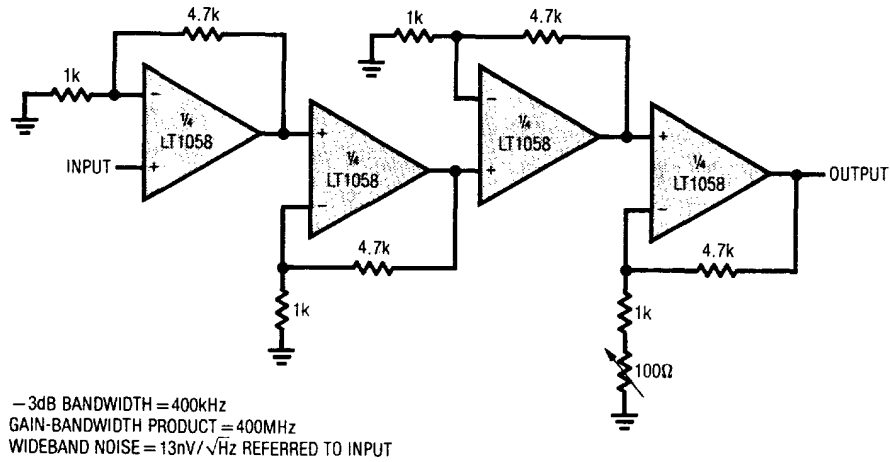 4.7k
1k
4.7k
1k
¼
LT1058
INPUT
¼
LT1058
¼
LT1058
¼
LT1058
OUTPUT
4.7k
4.7k
1k
1k
100Ω
−3dB BANDWIDTH = 400kHz
GAIN-BANDWIDTH PRODUCT = 400MHz
WIDEBAND NOISE = 13nV/√Hz REFERRED TO INPUT